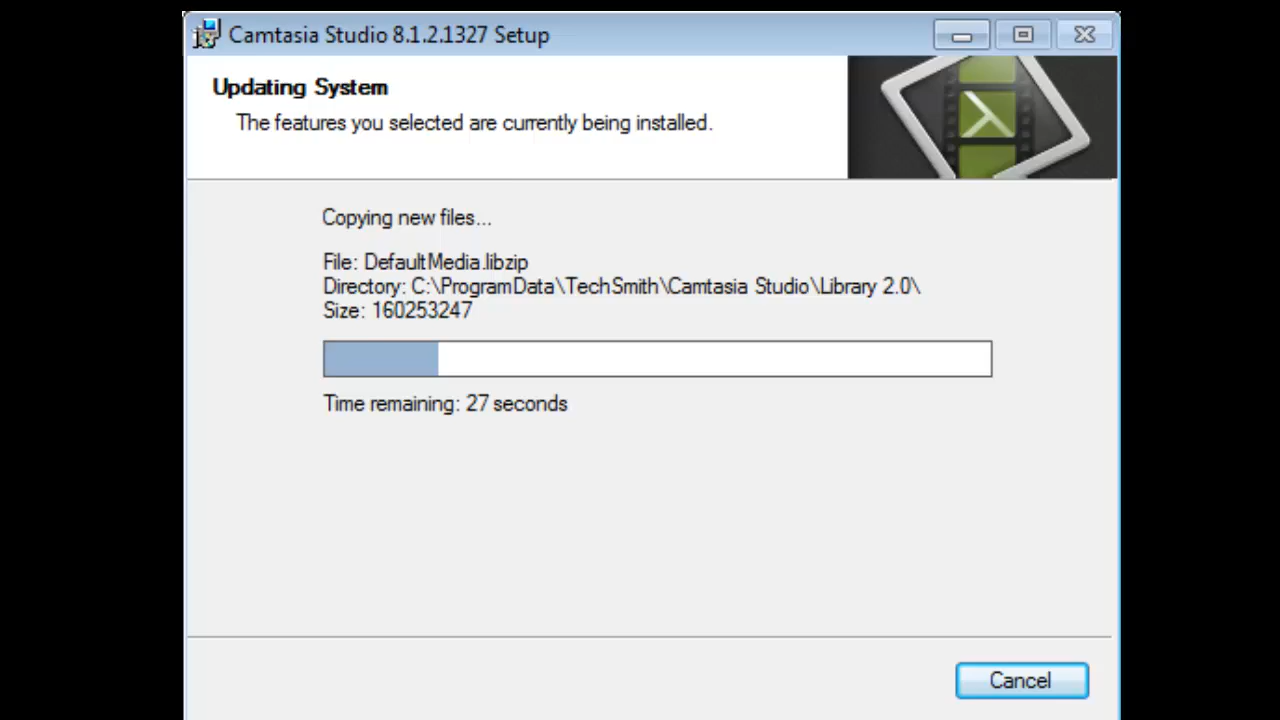 Camtasia Studio 8.1.2.1327 Setup
Updating System
The features you selected are currently being installed.
Copying new files...
File: DefaultMedia.libzip
Directory: C:\ProgramData\TechSmith\Camtasia Studio\Library 2.0\
Size: 160253247
Time remaining: 27 seconds
Cancel